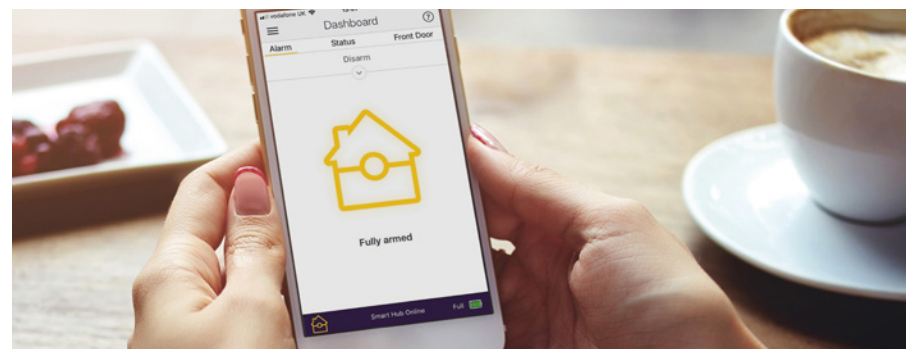 vodafone UK
Dashboard
?
Alarm Status Front Door
Disarm
Fully armed
Smart Hub Online Full